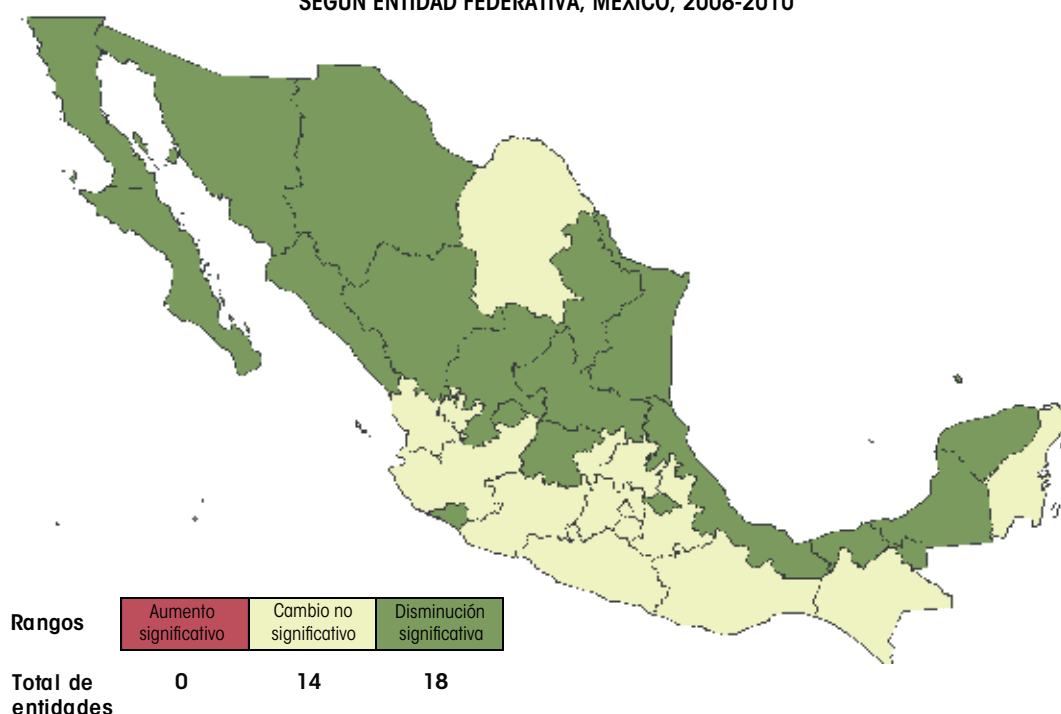 SEGÚN ENTIDAD FEDERATIVA, MÉXICO, 2008-2010
Rangos
Aumento
significativo
Cambio no
significativo
Disminución
significativa
Total de
entidades
0
14
18